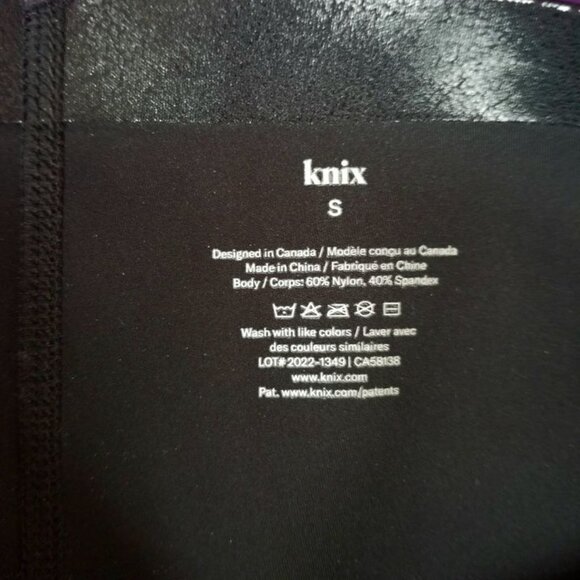 knix
S
Designed in Canada / Modèle conçu au Canada
Made in China / Fabriqué en Chine
Body / Corps: 60% Nylon, 40% Spandex
Wash with like colors / Laver avec
des couleurs similaires
LOT# 2022-1349 | CA58138
www.knix.com
Pat. www.knix.com/patents